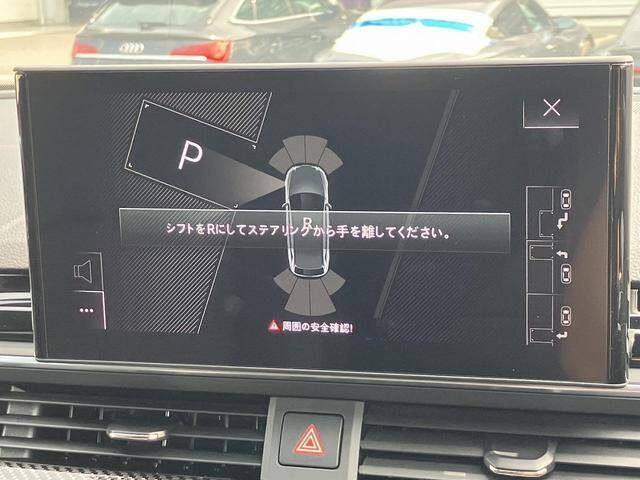 P
R
シフトをRにしてステアリングから手を離してください。
周囲の安全確認!